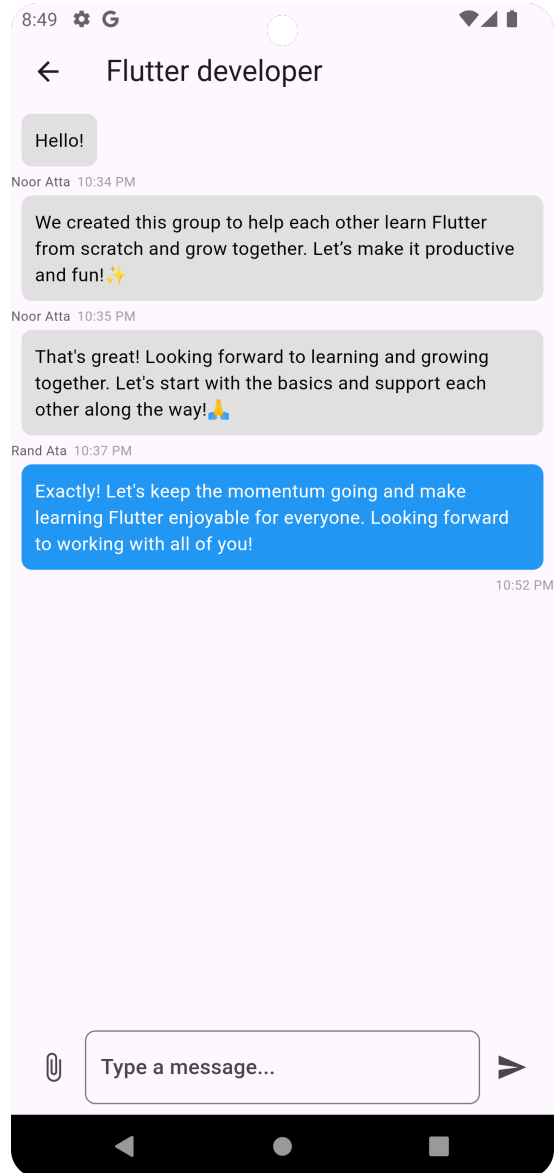 8:49
Flutter developer
Hello!
Noor Atta 10:34 PM
We created this group to help each other learn Flutter
from scratch and grow together. Let’s make it productive
and fun!✨
Noor Atta 10:35 PM
That's great! Looking forward to learning and growing
together. Let's start with the basics and support each
other along the way!🙏
Rand Ata 10:37 PM
Exactly! Let's keep the momentum going and make
learning Flutter enjoyable for everyone. Looking forward
to working with all of you!
10:52 PM
Type a message...